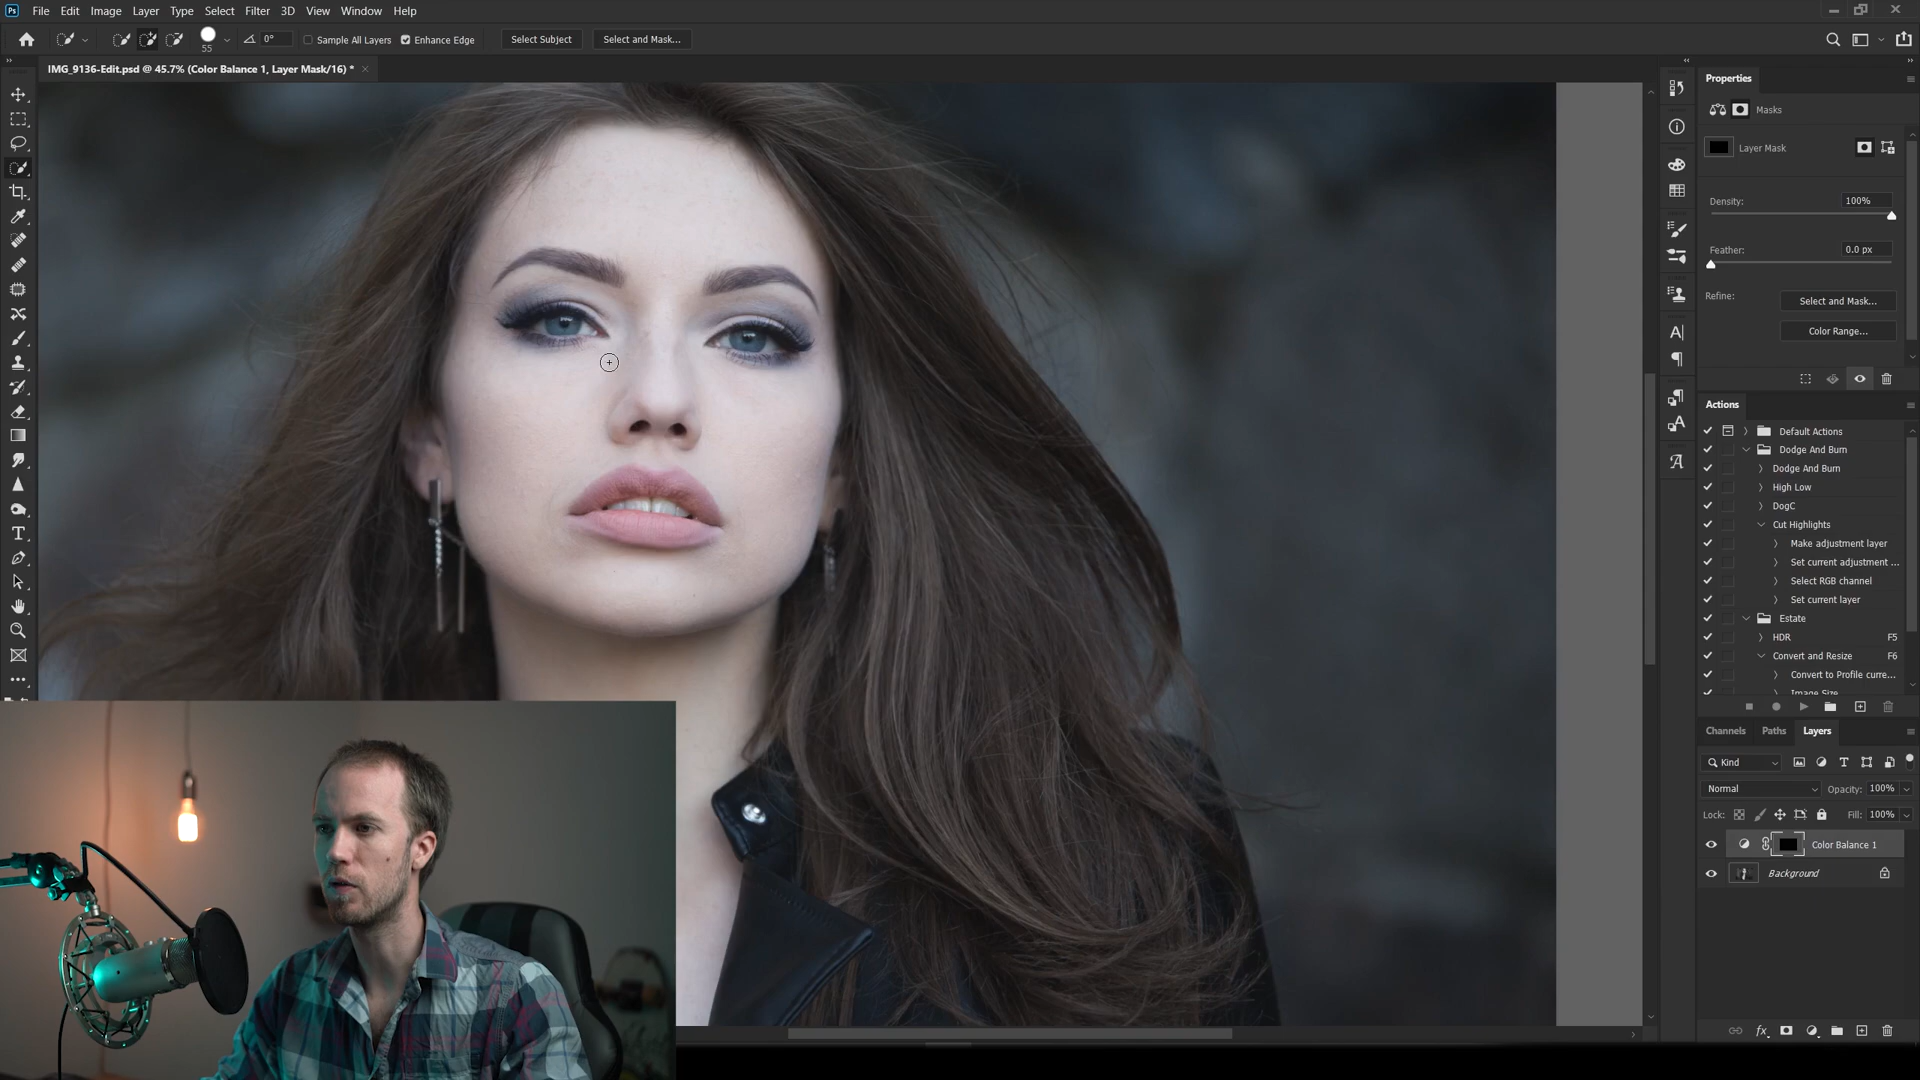 Ps File Edit Image Layer Type Select Filter 3D View Window Help
55 0° Sample All Layers Enhance Edge Select Subject Select and Mask...
IMG_9136-Edit.psd @ 45.7% (Color Balance 1, Layer Mask/16) *
Properties
Masks
Layer Mask
Density: 100%
Feather: 0.0 px
Refine: Select and Mask...
Color Range...
Actions
Default Actions
Dodge And Burn
Dodge And Burn
High Low
DogC
Cut Highlights
Make adjustment layer
Set current adjustment ...
Select RGB channel
Set current layer
Estate
HDR F5
Convert and Resize F6
Convert to Profile curre...
Image Size
Channels Paths Layers
Kind
Normal Opacity: 100%
Lock: Fill: 100%
Color Balance 1
Background